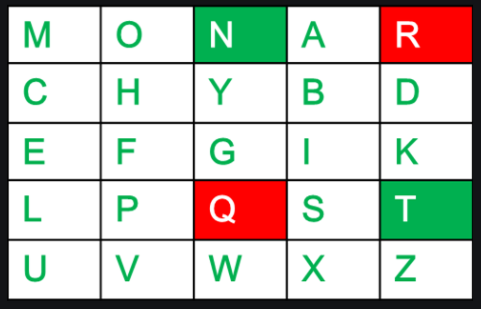 M O N A R
C H Y B D
E F G I K
L P Q S T
U V W X Z